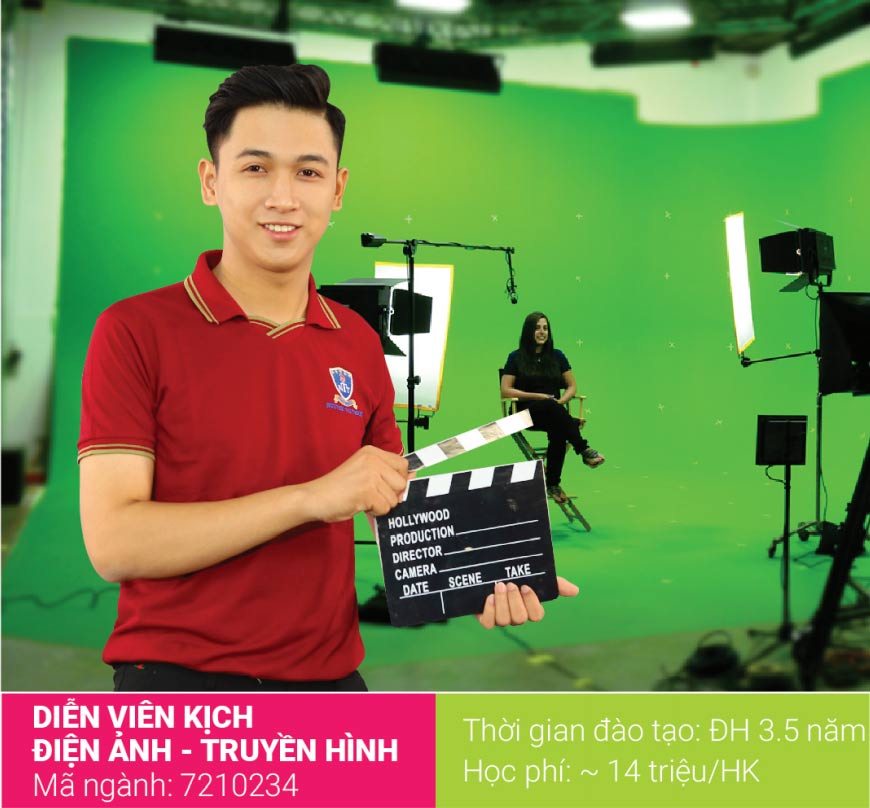 HOLLYWOOD
PRODUCTION
DIRECTOR
CAMERA
DATE SCENE TAKE
DIỄN VIÊN KỊCH
ĐIỆN ẢNH - TRUYỀN HÌNH
Mã ngành: 7210234
Thời gian đào tạo: ĐH 3.5 năm
Học phí: ~ 14 triệu/HK